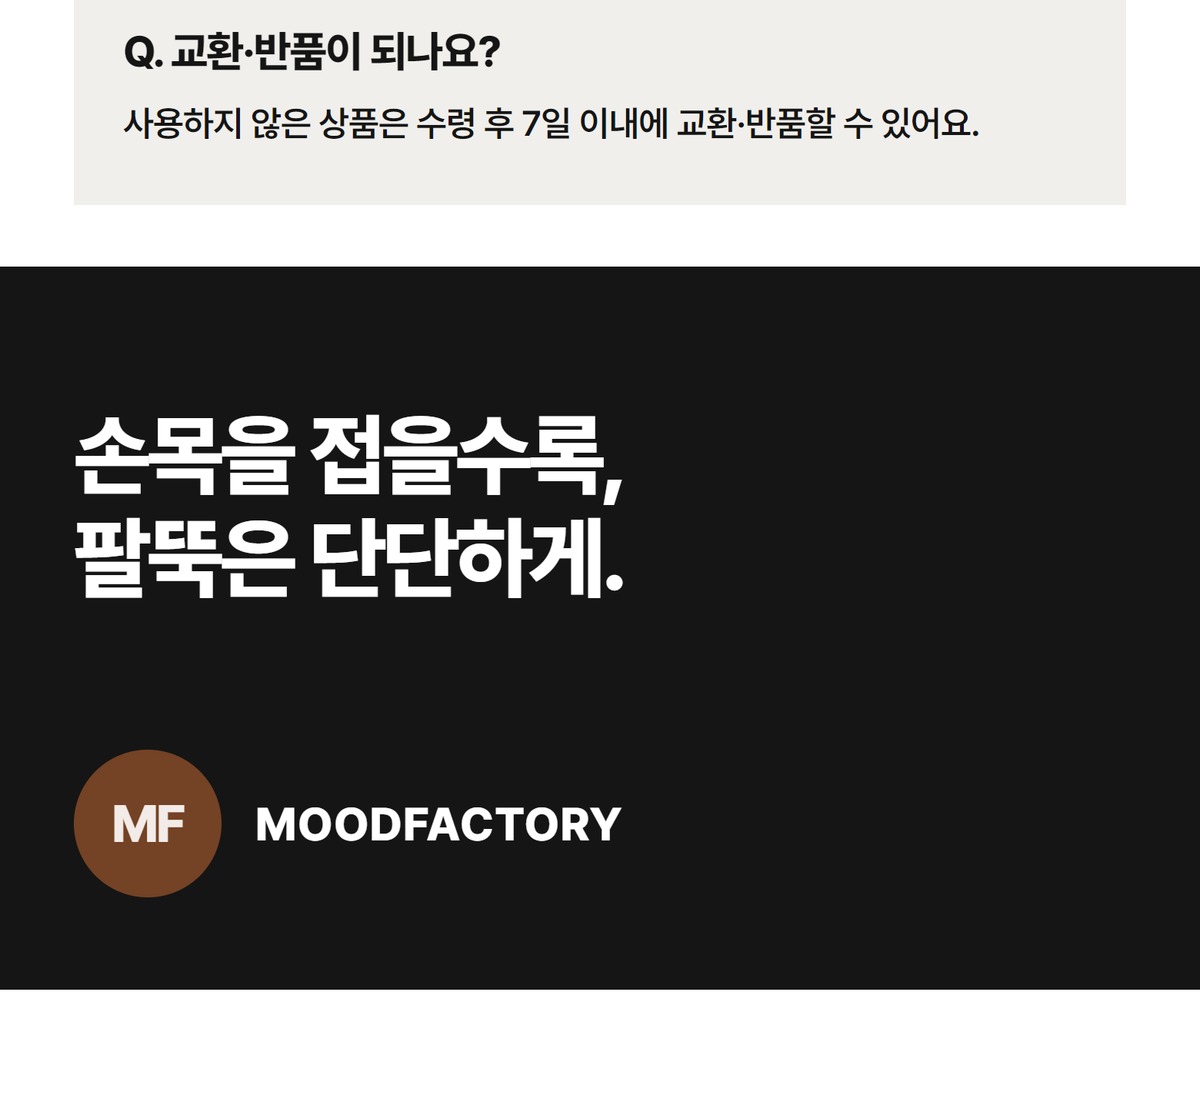 Q. 교환·반품이 되나요?
사용하지 않은 상품은 수령 후 7일 이내에 교환·반품할 수 있어요.
손목을 접을수록,
팔뚝은 단단하게.
MF
MOODFACTORY